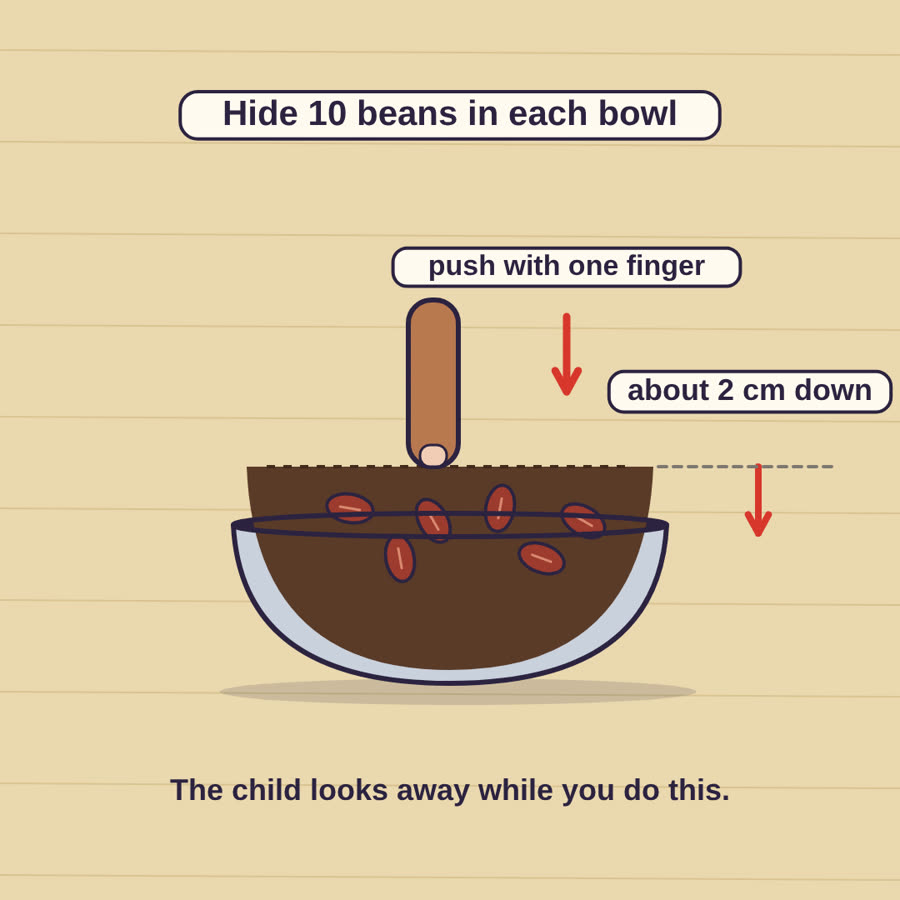 Hide 10 beans in each bowl
push with one finger
about 2 cm down
The child looks away while you do this.